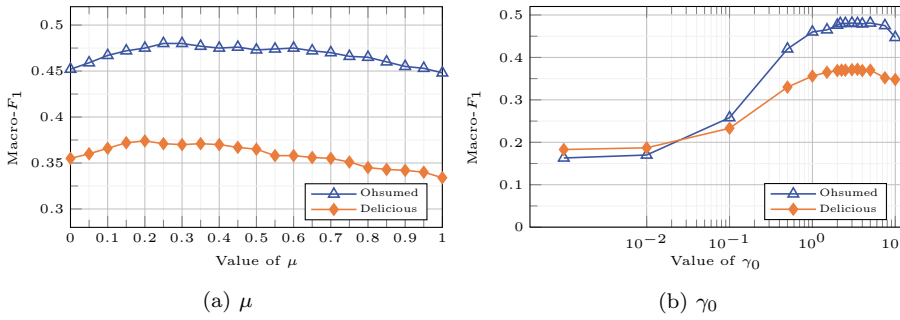 0.5
0.45
0.4
0.35
0.3
Macro-F₁
0 0.1 0.2 0.3 0.4 0.5 0.6 0.7 0.8 0.9 1
Value of μ
Ohsumed
Delicious
(a) μ
0.5
0.4
0.3
0.2
0.1
0
Macro-F₁
10⁻² 10⁻¹ 10⁰ 10
Value of γ₀
Ohsumed
Delicious
(b) γ₀